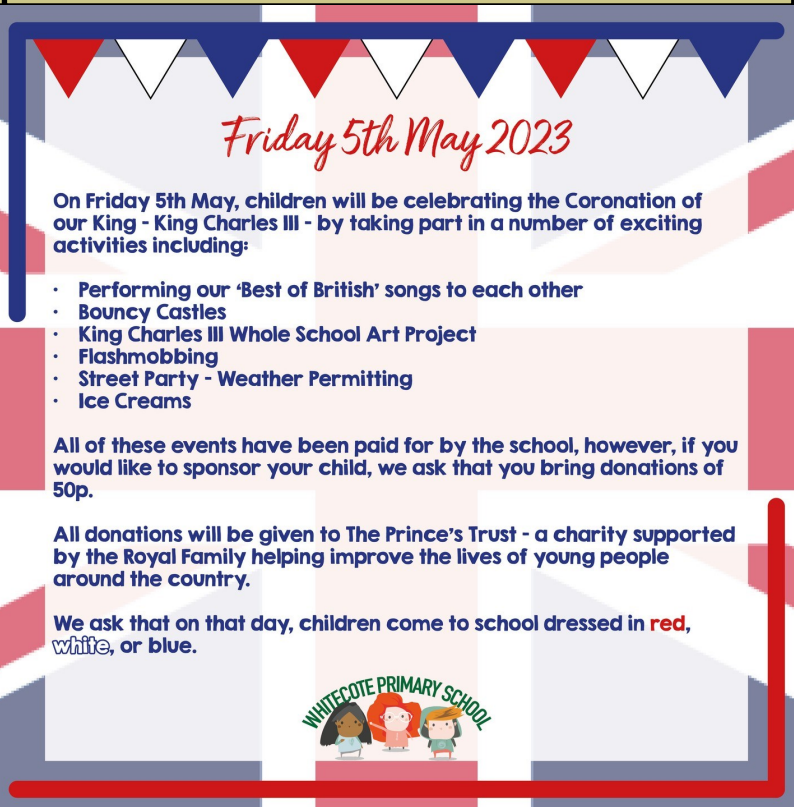 Friday 5th May 2023
On Friday 5th May, children will be celebrating the Coronation of
our King - King Charles III - by taking part in a number of exciting
activities including:
· Performing our ‘Best of British’ songs to each other
· Bouncy Castles
· King Charles III Whole School Art Project
· Flashmobbing
· Street Party - Weather Permitting
· Ice Creams
All of these events have been paid for by the school, however, if you
would like to sponsor your child, we ask that you bring donations of
50p.
All donations will be given to The Prince’s Trust - a charity supported
by the Royal Family helping improve the lives of young people
around the country.
We ask that on that day, children come to school dressed in red,
white, or blue.
WHITECOTE PRIMARY SCHOOL